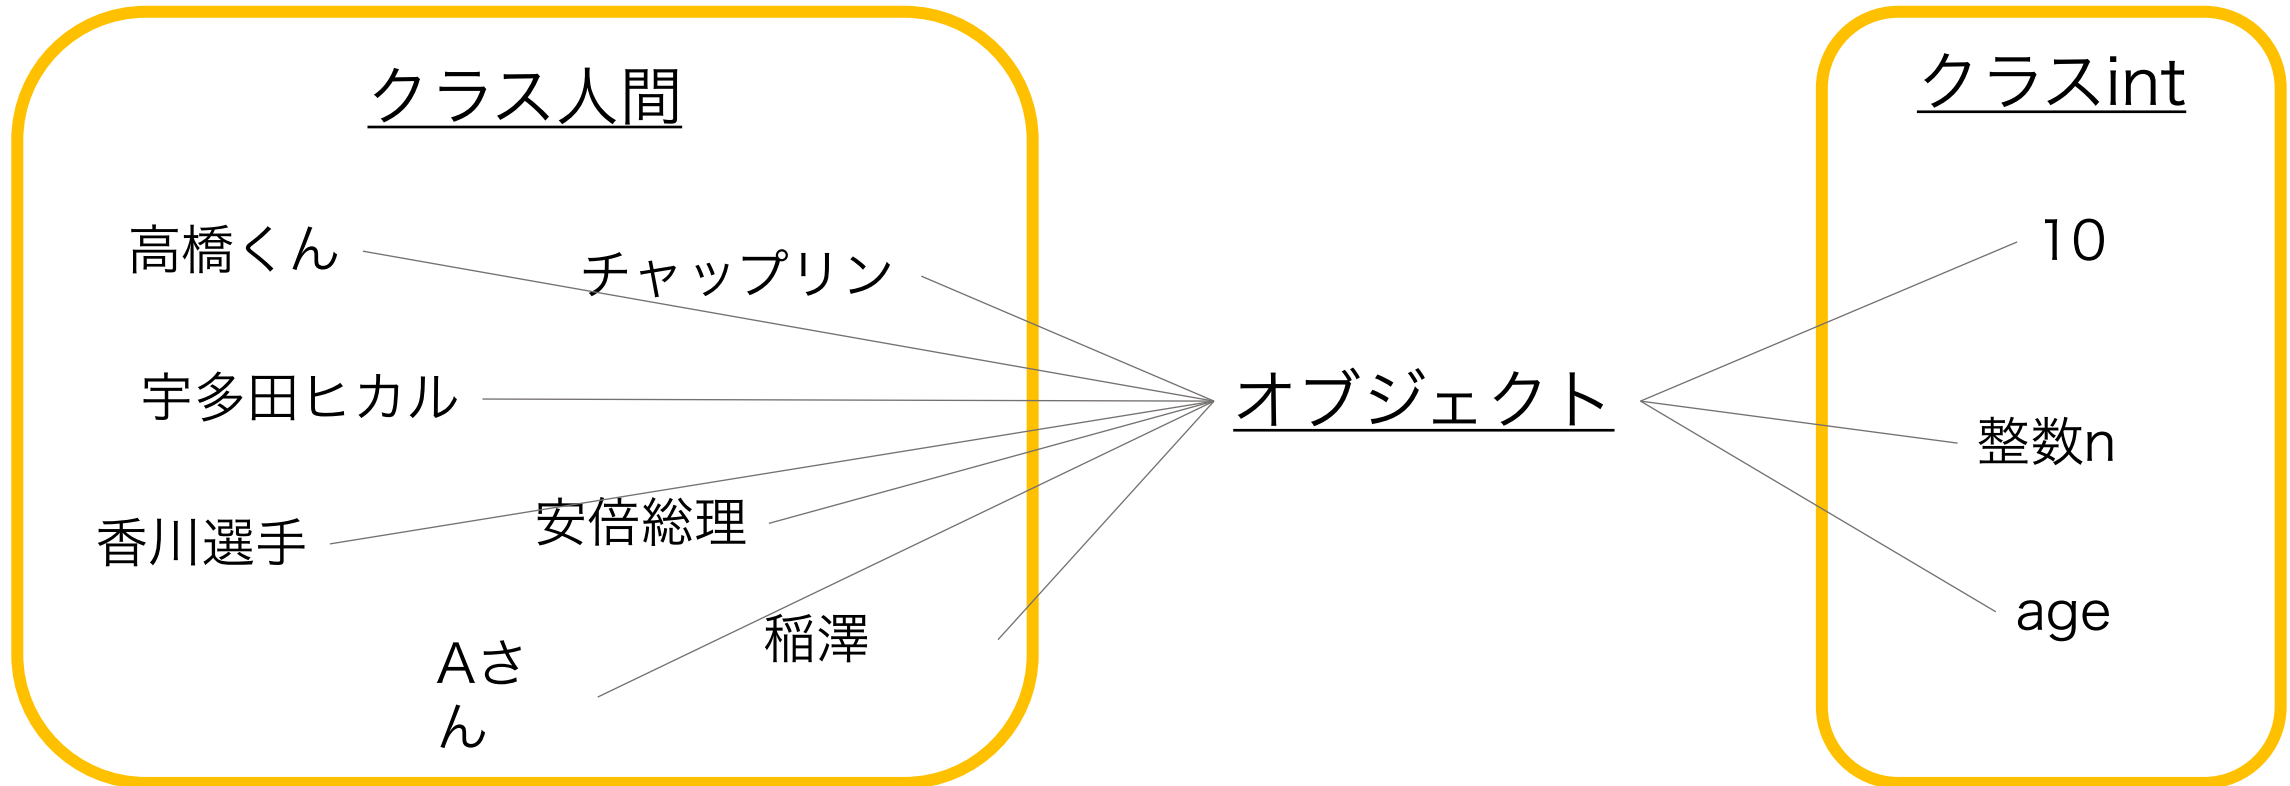 クラス人間
高橋くん
チャップリン
宇多田ヒカル
香川選手
安倍総理
Aさ
ん
稲澤
オブジェクト
クラスint
10
整数n
age